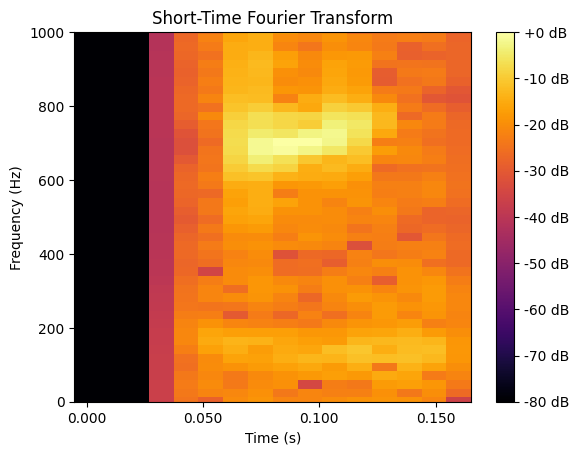 Short-Time Fourier Transform
1000
800
600
400
200
0
Frequency (Hz)
0.000
0.050
0.100
0.150
Time (s)
+0 dB
-10 dB
-20 dB
-30 dB
-40 dB
-50 dB
-60 dB
-70 dB
-80 dB